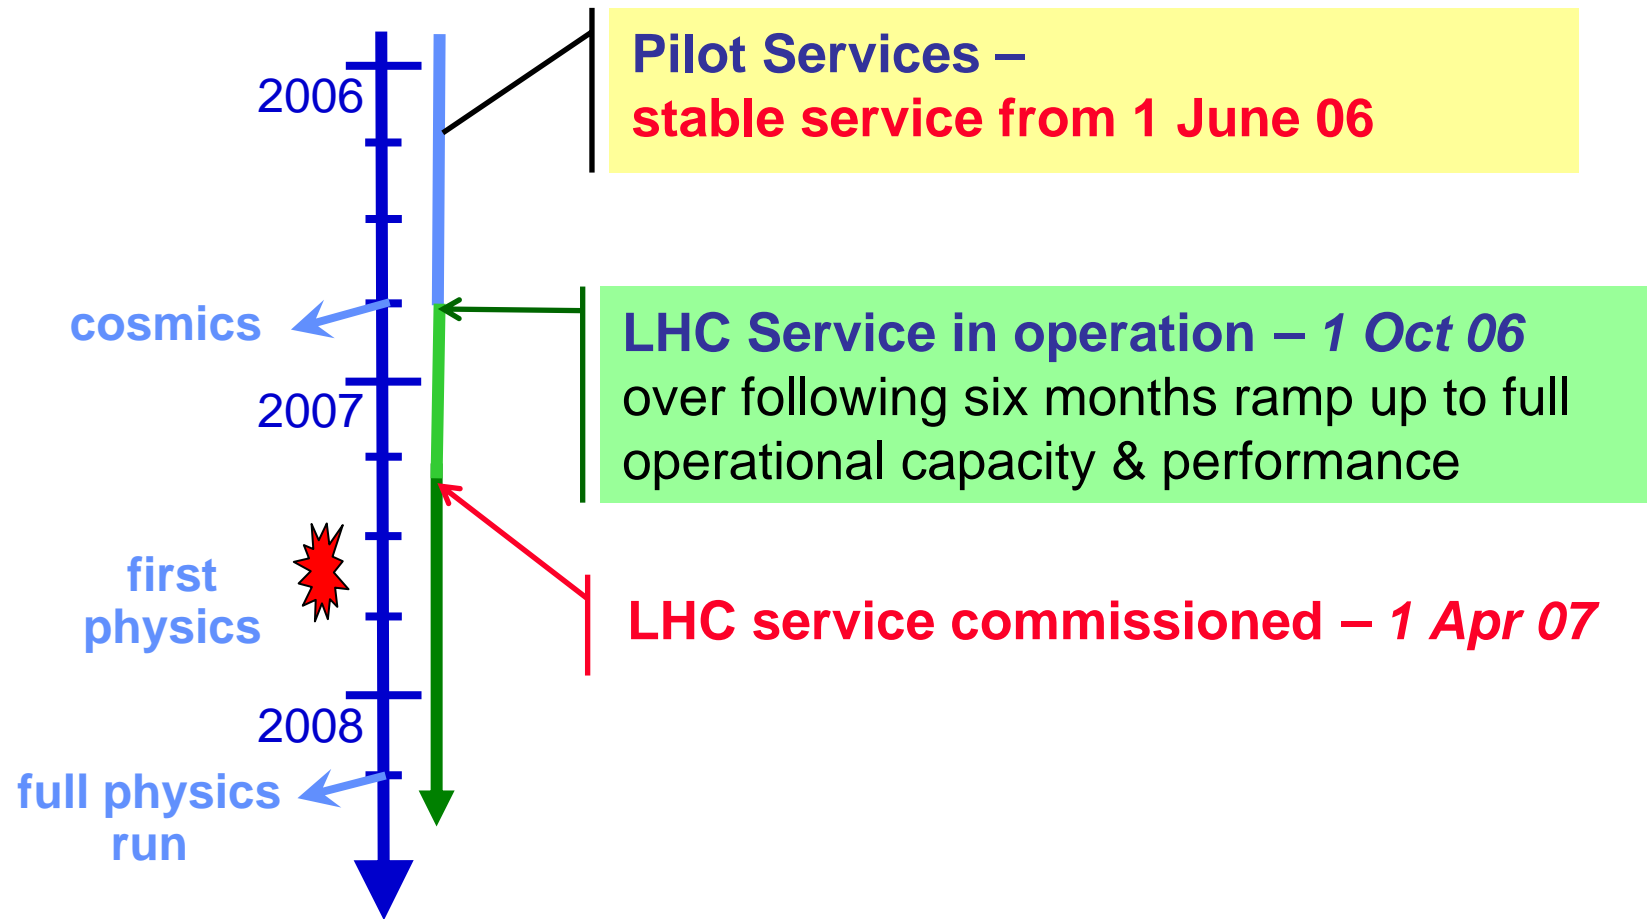 Pilot Services –
stable service from 1 June 06
2006
cosmics
LHC Service in operation – 1 Oct 06
over following six months ramp up to full
operational capacity & performance
2007
first
physics
LHC service commissioned – 1 Apr 07
2008
full physics
run